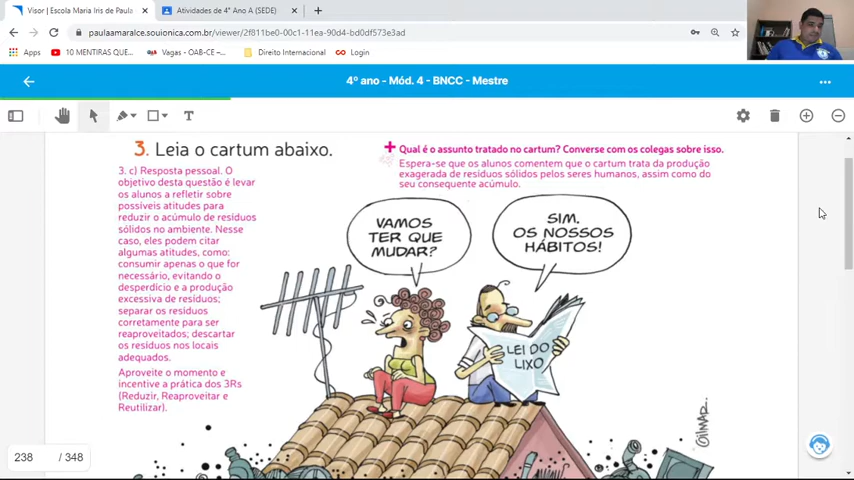 Visor | Escola Maria Iris de Paula
Atividades de 4° Ano A (SEDE)
paulaamaralce.souionica.com.br/viewer/2f811be0-00c1-11ea-90d4-bd0df573e3ad
Apps
10 MENTIRAS QUE...
Vagas - OAB-CE –...
Direito Internacional
Login
4º ano - Mód. 4 - BNCC - Mestre
3. Leia o cartum abaixo.
+ Qual é o assunto tratado no cartum? Converse com os colegas sobre isso.
Espera-se que os alunos comentem que o cartum trata da produção
exagerada de resíduos sólidos pelos seres humanos, assim como do
seu consequente acúmulo.
3. c) Resposta pessoal. O
objetivo desta questão é levar
os alunos a refletir sobre
possíveis atitudes para
reduzir o acúmulo de resíduos
sólidos no ambiente. Nesse
caso, eles podem citar
algumas atitudes, como:
consumir apenas o que for
necessário, evitando o
desperdício e a produção
excessiva de resíduos;
separar os resíduos
corretamente para ser
reaproveitados; descartar
os resíduos nos locais
adequados.
Aproveite o momento e
incentive a prática dos 3Rs
(Reduzir, Reaproveitar e
Reutilizar).
VAMOS
TER QUE
MUDAR?
SIM.
OS NOSSOS
HÁBITOS!
LEI DO
LIXO
GILMAR
238 / 348